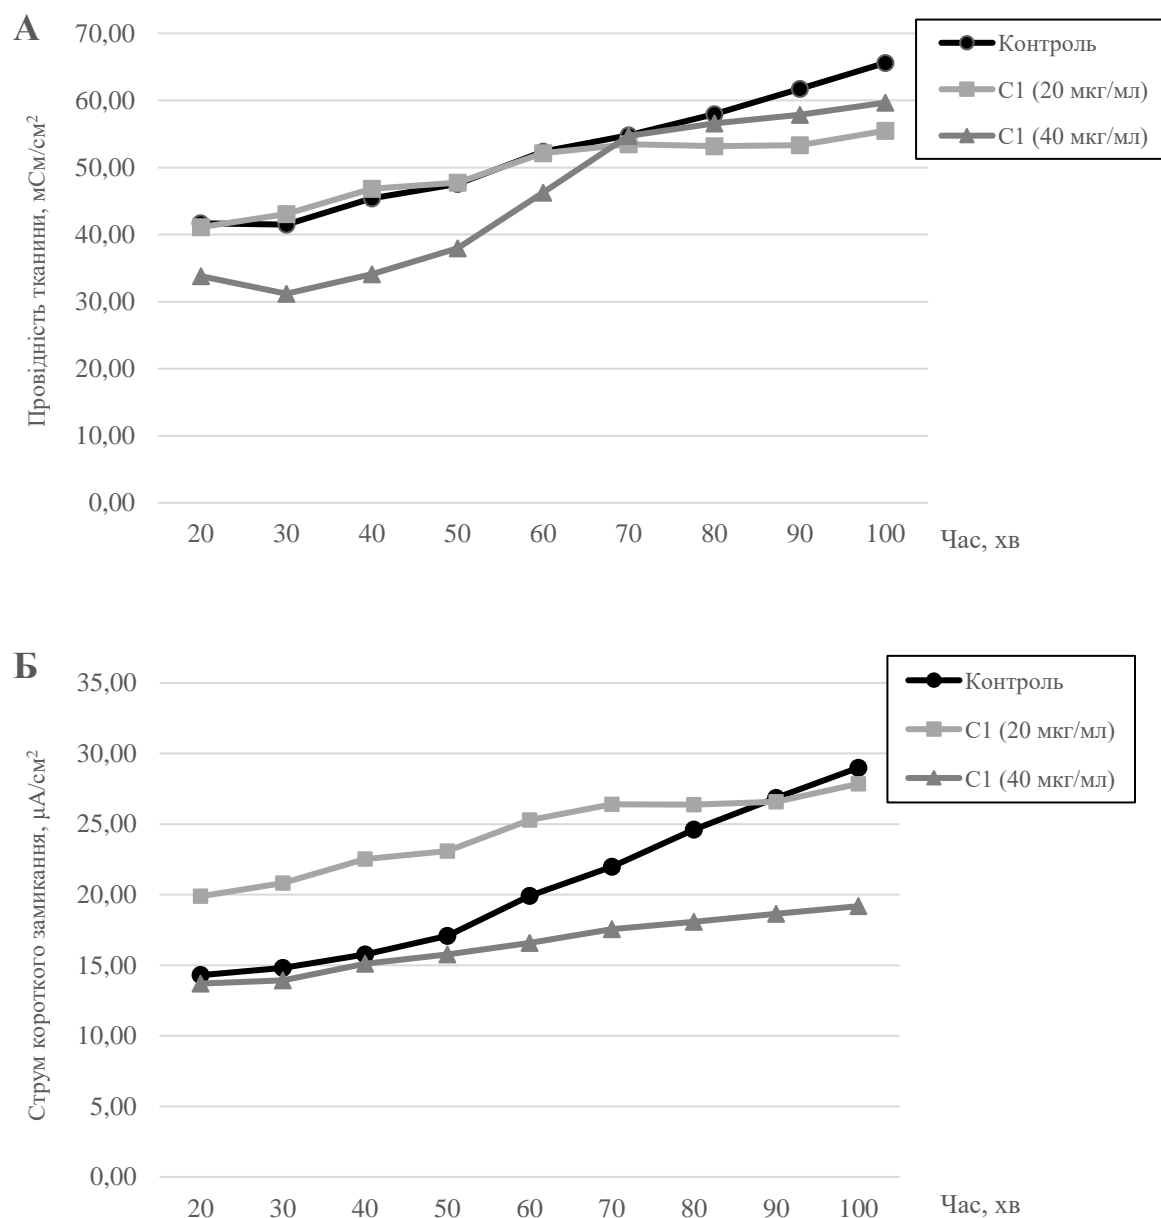 А
Провідність тканини, мСм/см²
70,00
60,00
50,00
40,00
30,00
20,00
10,00
0,00
20 30 40 50 60 70 80 90 100
Час, хв
Контроль
С1 (20 мкг/мл)
С1 (40 мкг/мл)
Б
Струм короткого замикання, µА/см²
35,00
30,00
25,00
20,00
15,00
10,00
5,00
0,00
20 30 40 50 60 70 80 90 100
Час, хв
Контроль
С1 (20 мкг/мл)
С1 (40 мкг/мл)